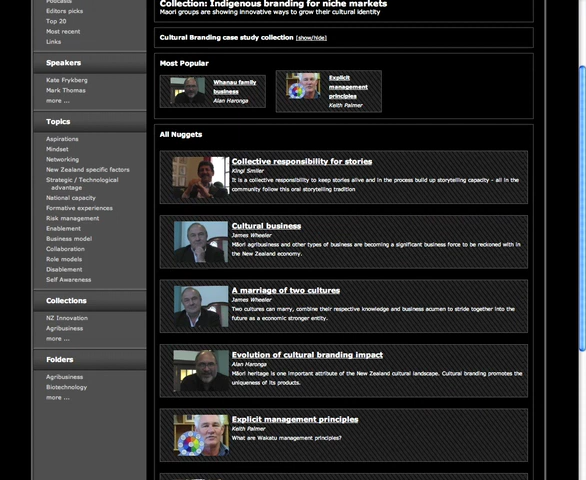 Podcasts
Editors picks
Top 20
Most recent
Links
Speakers
Kate Frykberg
Mark Thomas
more ...
Topics
Aspirations
Mindset
Networking
New Zealand specific factors
Strategic / Technological
advantage
National capacity
Formative experiences
Risk management
Enablement
Business model
Collaboration
Role models
Disablement
Self Awareness
Collections
NZ Innovation
Agribusiness
more ...
Folders
Agribusiness
Biotechnology
more ...
Collection: Indigenous branding for niche markets
Maori groups are showing innovative ways to grow their cultural identity
Cultural Branding case study collection [show/hide]
Most Popular
Whanau family
business
Alan Haronga
Explicit
management
principles
Keith Palmer
All Nuggets
Collective responsibility for stories
Kingi Smiler
It is a collective responsibility to keep stories alive and in the process build up storytelling capacity – all in the
community follow this oral storytelling tradition
Cultural business
James Wheeler
Māori agribusiness and other types of business are becoming a significant business force to be reckoned with in
the New Zealand economy.
A marriage of two cultures
James Wheeler
Two cultures can marry, combine their respective knowledge and business acumen to stride together into the
future as a economic stronger entity.
Evolution of cultural branding impact
Alan Haronga
Māori heritage is one important attribute of the New Zealand cultural landscape. Cultural branding promotes the
uniqueness of its products.
Explicit management principles
Keith Palmer
What are Wakatu management principles?